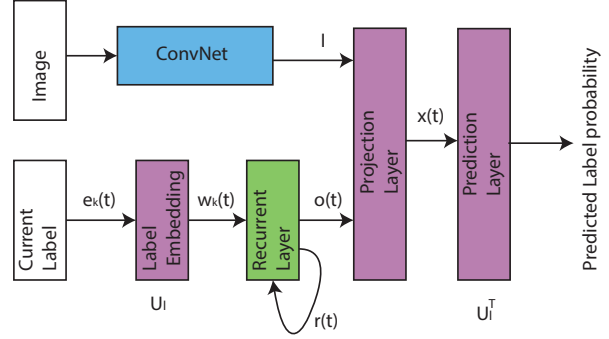 Image
ConvNet
I
Current
Label
eₖ(t)
Label
Embedding
Uₗ
wₖ(t)
Recurrent
Layer
r(t)
o(t)
Projection
Layer
x(t)
Prediction
Layer
Uₗᵀ
Predicted Label probability